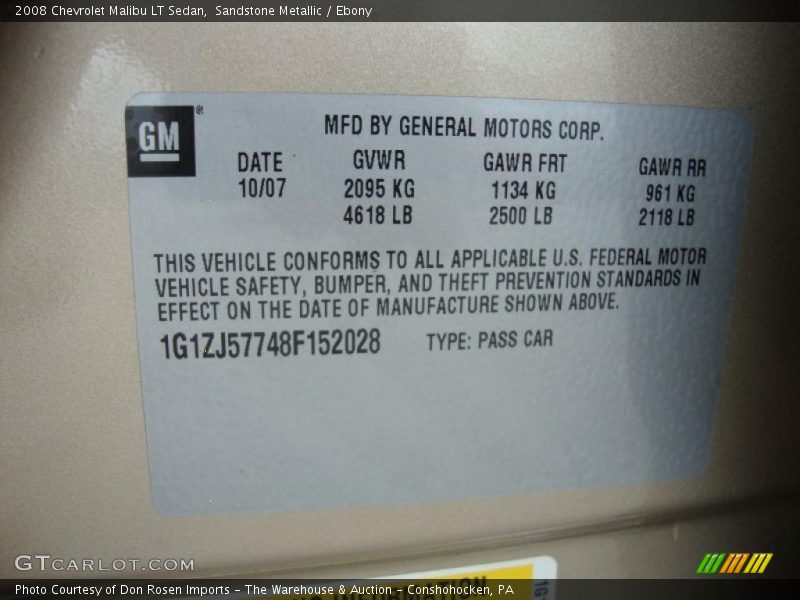 2008 Chevrolet Malibu LT Sedan, Sandstone Metallic / Ebony
GM
®
MFD BY GENERAL MOTORS CORP.
DATE GVWR GAWR FRT GAWR RR
10/07 2095 KG 1134 KG 961 KG
4618 LB 2500 LB 2118 LB
THIS VEHICLE CONFORMS TO ALL APPLICABLE U.S. FEDERAL MOTOR
VEHICLE SAFETY, BUMPER, AND THEFT PREVENTION STANDARDS IN
EFFECT ON THE DATE OF MANUFACTURE SHOWN ABOVE.
1G1ZJ57748F152028 TYPE: PASS CAR
GTCARLOT.COM
Photo Courtesy of Don Rosen Imports - The Warehouse & Auction - Conshohocken, PA